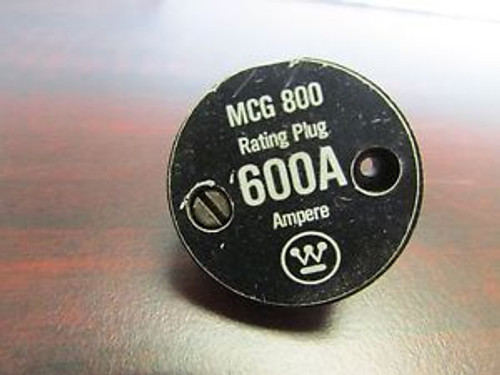 MCG 800
Rating Plug
600A
Ampere
W